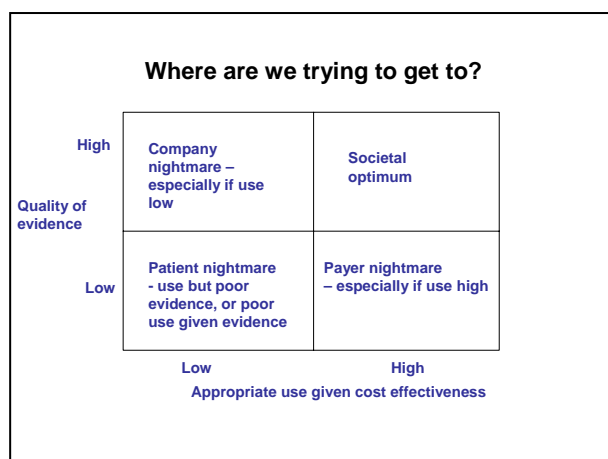 Where are we trying to get to?
High
Company
nightmare –
especially if use
low
Societal
optimum
Quality of
evidence
Low
Patient nightmare
- use but poor
evidence, or poor
use given evidence
Payer nightmare
– especially if use high
Low
High
Appropriate use given cost effectiveness